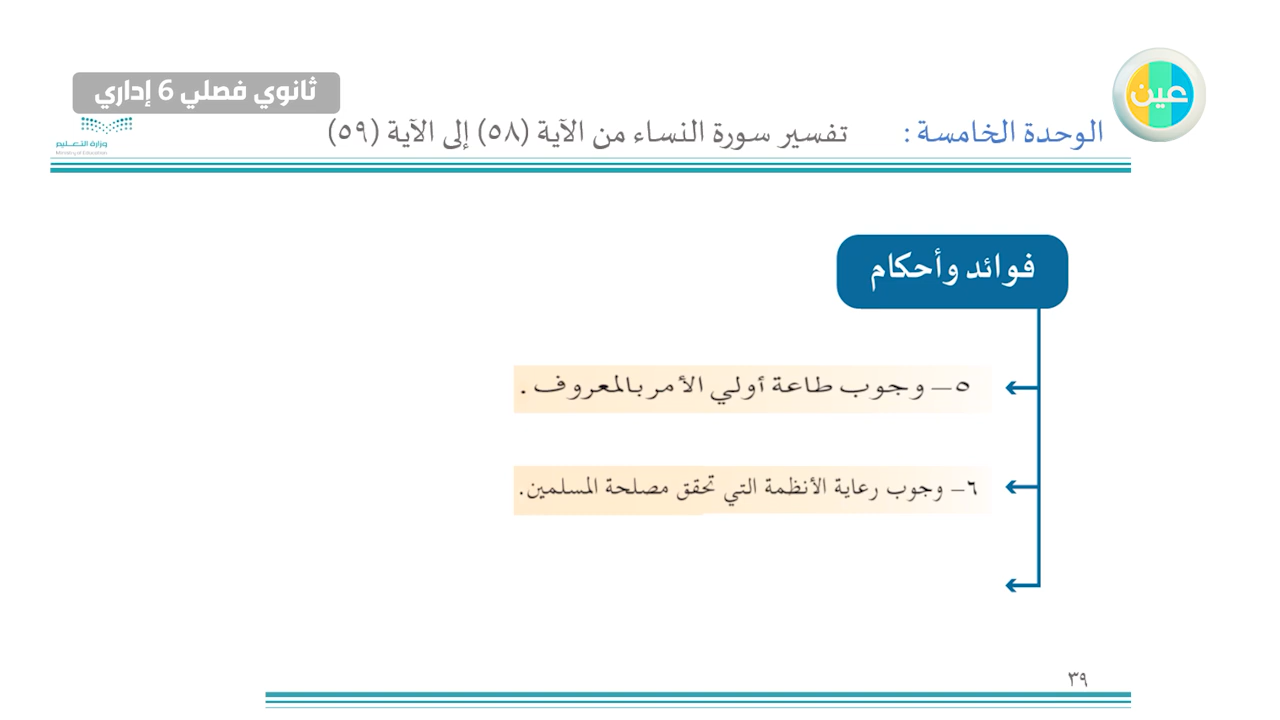 ثانوي فصلي 6 إداري
عين
وزارة التعليم
Ministry of Education
الوحدة الخامسة : تفسير سورة النساء من الآية (٥٨) إلى الآية (٥٩)
فوائد وأحكام
٥– وجوب طاعة أولي الأمر بالمعروف .
٦– وجوب رعاية الأنظمة التي تحقق مصلحة المسلمين.
٣٩